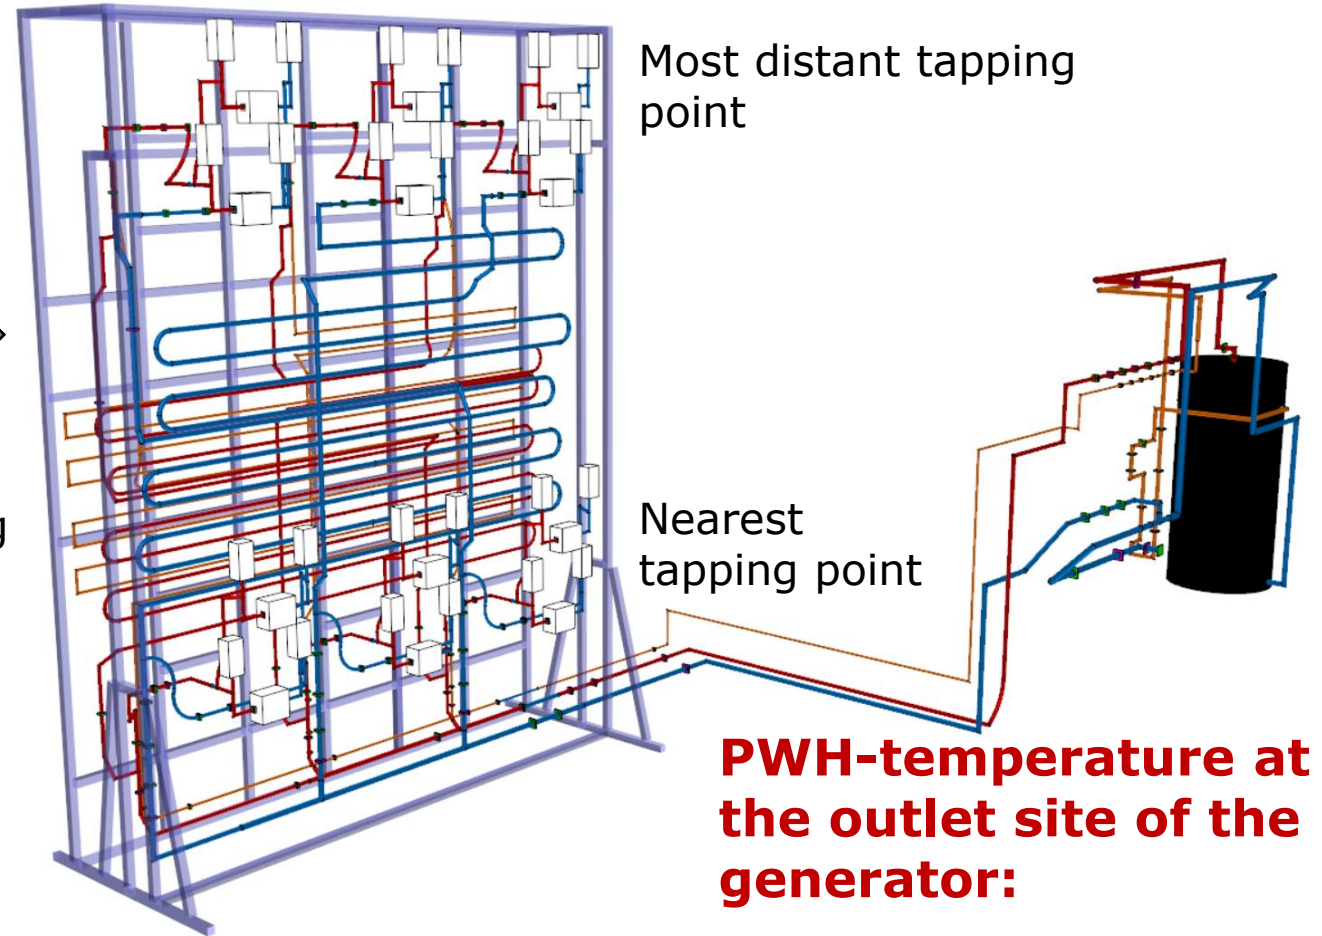 Most distant tapping
point
Nearest
tapping point
g
PWH-temperature at
the outlet site of the
generator: